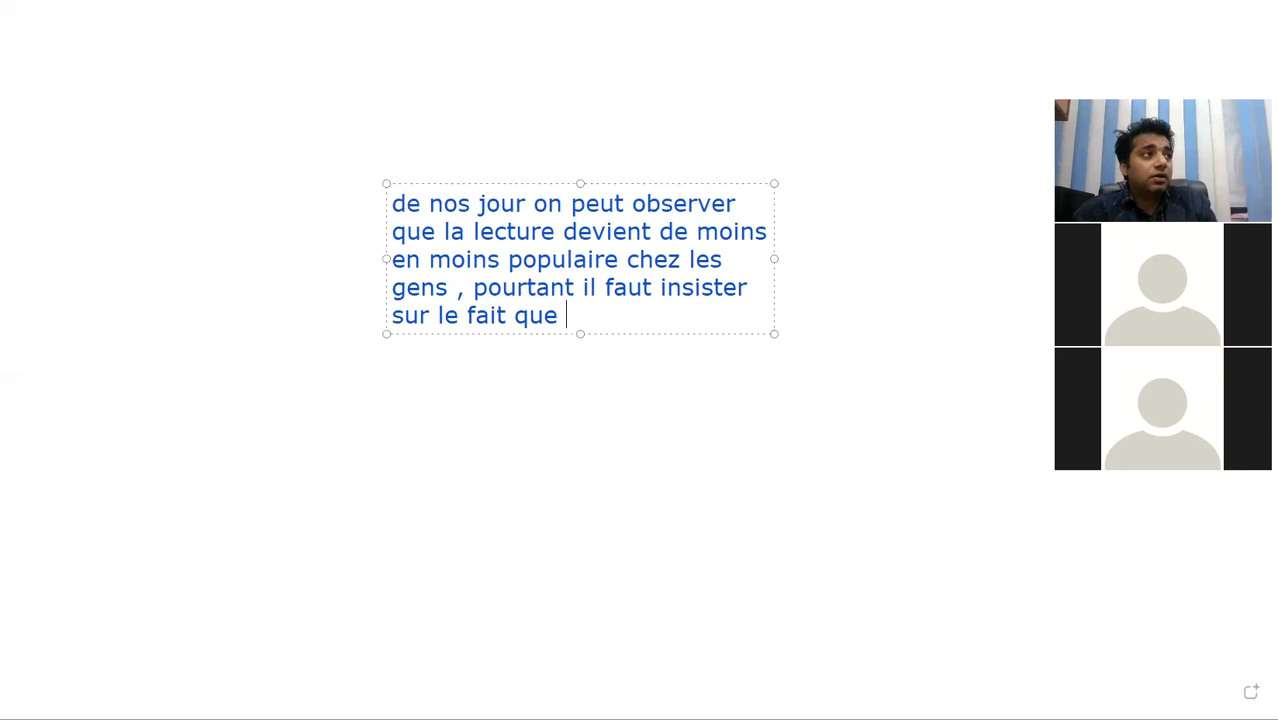 de nos jour on peut observer
que la lecture devient de moins
en moins populaire chez les
gens , pourtant il faut insister
sur le fait que